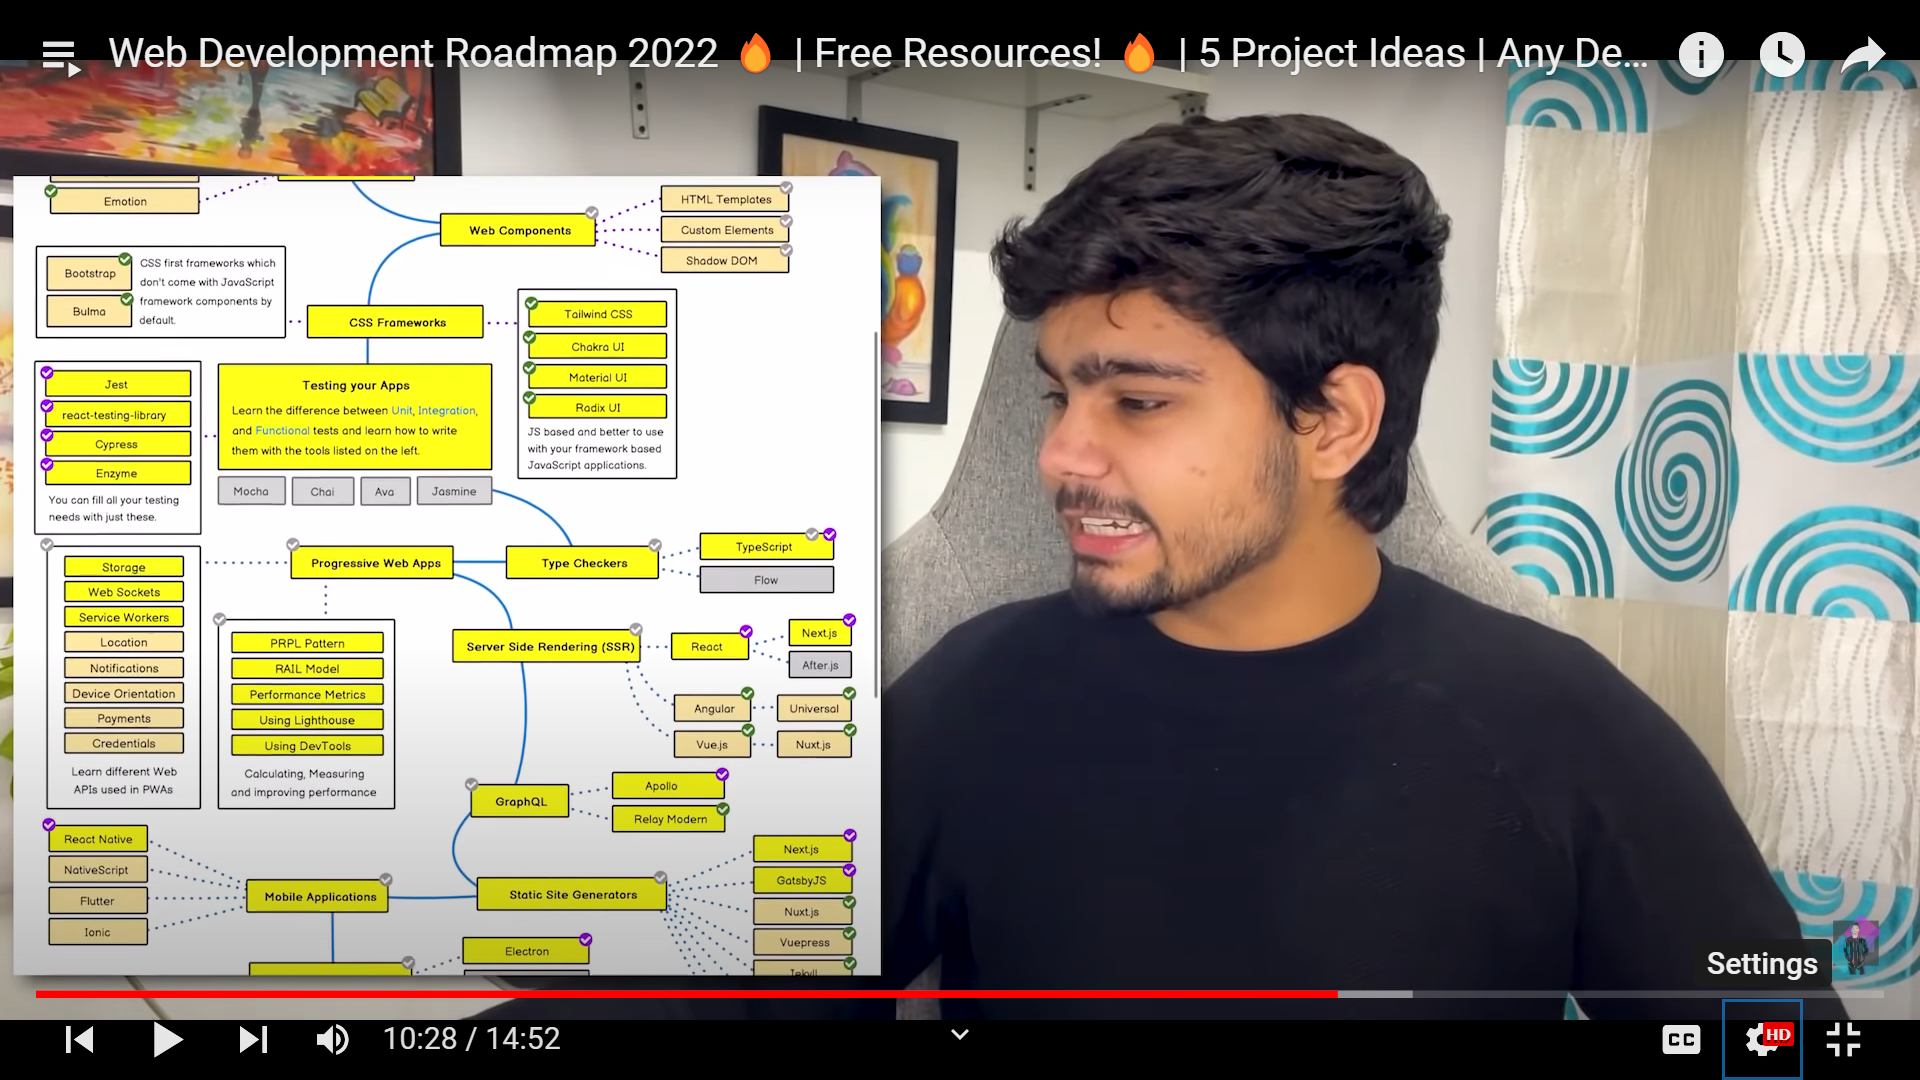 Web Development Roadmap 2022 🔥 | Free Resources! 🔥 | 5 Project Ideas | Any De...
Emotion
Web Components
HTML Templates
Custom Elements
Shadow DOM
Bootstrap
Bulma
CSS first frameworks which
don't come with JavaScript
framework components by
default.
CSS Frameworks
Tailwind CSS
Chakra UI
Material UI
Radix UI
JS based and better to use
with your framework based
JavaScript applications.
Jest
react-testing-library
Cypress
Enzyme
You can fill all your testing
needs with just these.
Testing your Apps
Learn the difference between Unit, Integration,
and Functional tests and learn how to write
them with the tools listed on the left.
Mocha
Chai
Ava
Jasmine
Progressive Web Apps
Type Checkers
TypeScript
Flow
Storage
Web Sockets
Service Workers
Location
Notifications
Device Orientation
Payments
Credentials
Learn different Web
APIs used in PWAs
PRPL Pattern
RAIL Model
Performance Metrics
Using Lighthouse
Using DevTools
Calculating, Measuring
and improving performance
Server Side Rendering (SSR)
React
Next.js
After.js
Angular
Universal
Vue.js
Nuxt.js
GraphQL
Apollo
Relay Modern
React Native
NativeScript
Flutter
Ionic
Mobile Applications
Static Site Generators
Next.js
GatsbyJS
Nuxt.js
Vuepress
Jekyll
Electron
Settings
10:28 / 14:52
CC
HD